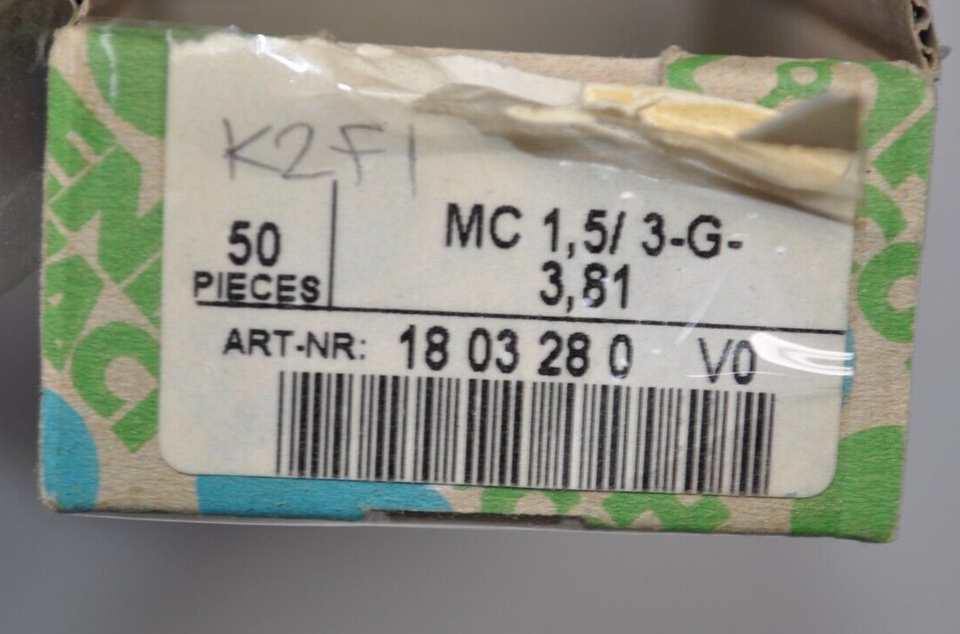 K2F1
50
PIECES
MC 1,5/ 3-G-
3,81
ART-NR: 18 03 28 0 V0